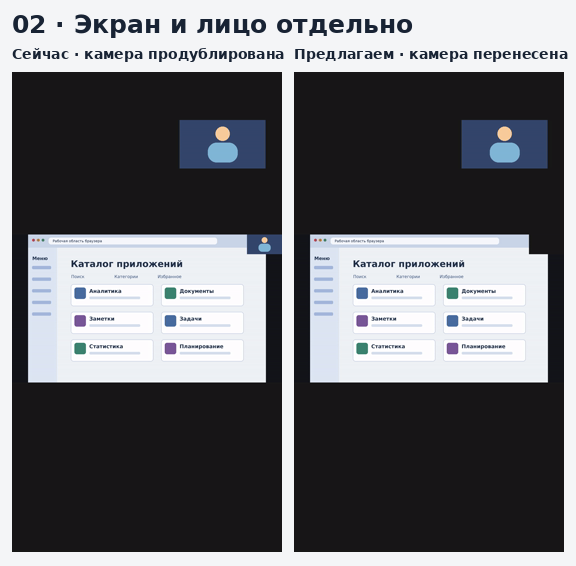 02 · Экран и лицо отдельно
Сейчас · камера продублирована
Предлагаем · камера перенесена
Рабочая область браузера
Меню
Каталог приложений
Поиск Категории Избранное
Аналитика Документы
Заметки Задачи
Статистика Планирование
Рабочая область браузера
Меню
Каталог приложений
Поиск Категории Избранное
Аналитика Документы
Заметки Задачи
Статистика Планирование